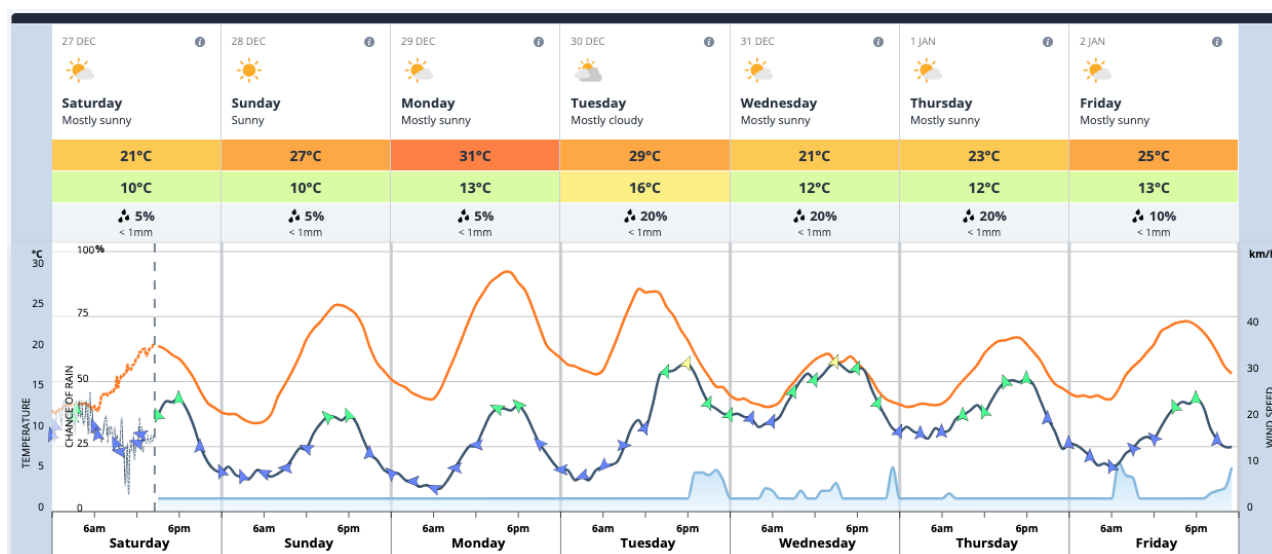 27 DEC
Saturday
Mostly sunny
21°C
10°C
5%
< 1mm
28 DEC
Sunday
Sunny
27°C
10°C
5%
< 1mm
29 DEC
Monday
Mostly sunny
31°C
13°C
5%
< 1mm
30 DEC
Tuesday
Mostly cloudy
29°C
16°C
20%
< 1mm
31 DEC
Wednesday
Mostly sunny
21°C
12°C
20%
< 1mm
1 JAN
Thursday
Mostly sunny
23°C
12°C
20%
< 1mm
2 JAN
Friday
Mostly sunny
25°C
13°C
10%
< 1mm
°C
30
25
20
15
10
5
0
TEMPERATURE
100%
75
50
25
0
CHANCE OF RAIN
km/h
40
30
20
10
0
WIND SPEED
6am 6pm 6am 6pm 6am 6pm 6am 6pm 6am 6pm 6am 6pm 6am 6pm
Saturday Sunday Monday Tuesday Wednesday Thursday Friday